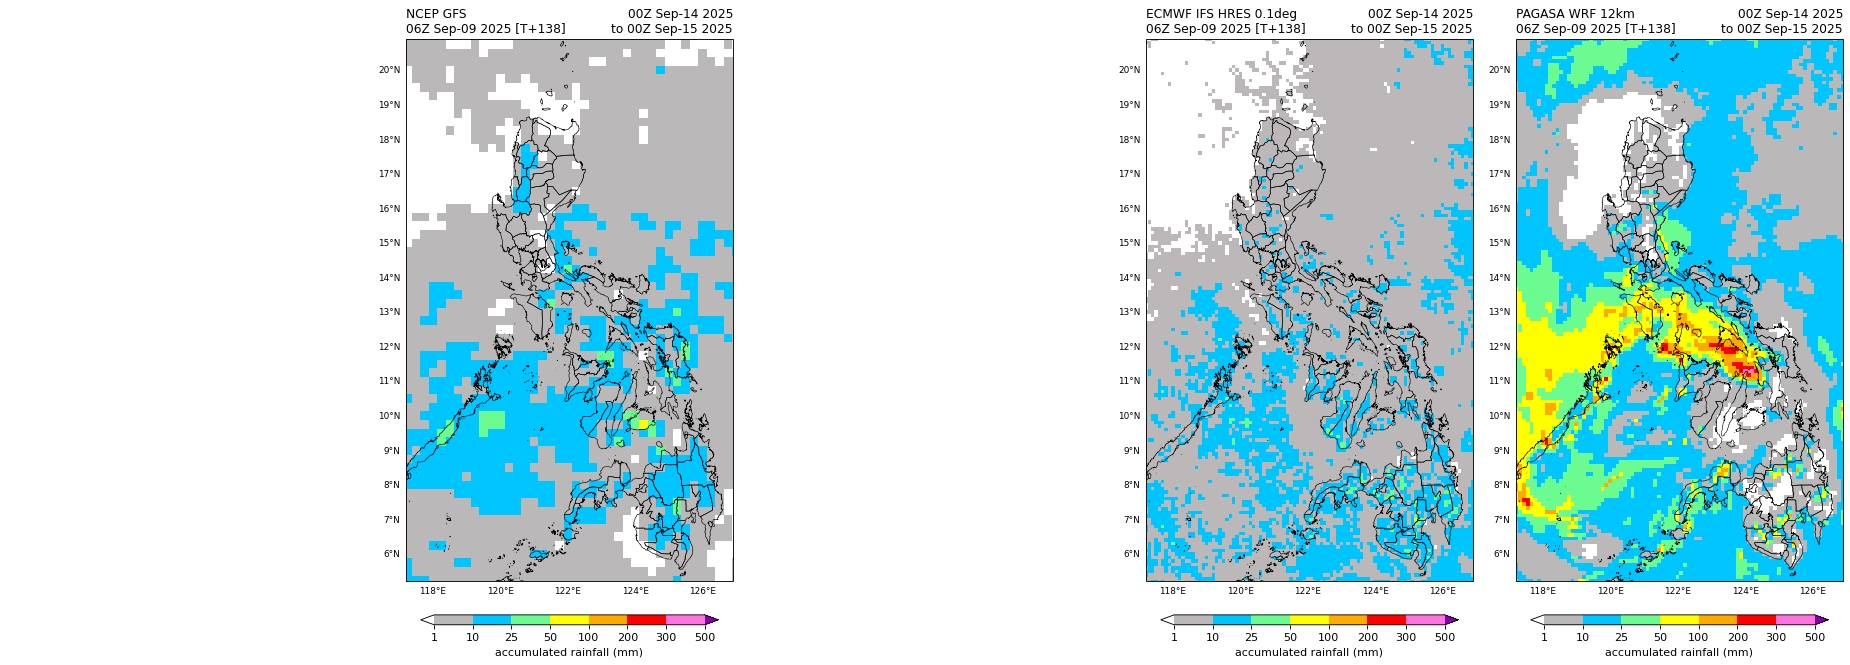 NCEP GFS 00Z Sep-14 2025
06Z Sep-09 2025 [T+138] to 00Z Sep-15 2025
20°N
19°N
18°N
17°N
16°N
15°N
14°N
13°N
12°N
11°N
10°N
9°N
8°N
7°N
6°N
118°E 120°E 122°E 124°E 126°E
1 10 25 50 100 200 300 500
accumulated rainfall (mm)
ECMWF IFS HRES 0.1deg 00Z Sep-14 2025
06Z Sep-09 2025 [T+138] to 00Z Sep-15 2025
20°N
19°N
18°N
17°N
16°N
15°N
14°N
13°N
12°N
11°N
10°N
9°N
8°N
7°N
6°N
118°E 120°E 122°E 124°E 126°E
1 10 25 50 100 200 300 500
accumulated rainfall (mm)
PAGASA WRF 12km 00Z Sep-14 2025
06Z Sep-09 2025 [T+138] to 00Z Sep-15 2025
20°N
19°N
18°N
17°N
16°N
15°N
14°N
13°N
12°N
11°N
10°N
9°N
8°N
7°N
6°N
118°E 120°E 122°E 124°E 126°E
1 10 25 50 100 200 300 500
accumulated rainfall (mm)